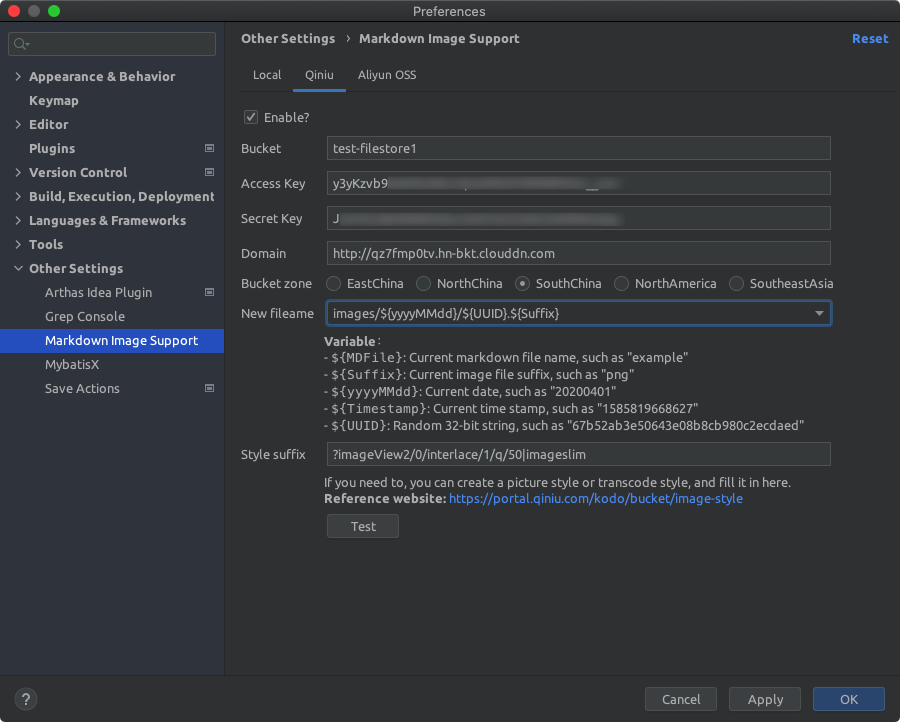 Preferences
Other Settings › Markdown Image Support
Reset
Appearance & Behavior
Keymap
Editor
Plugins
Version Control
Build, Execution, Deployment
Languages & Frameworks
Tools
Other Settings
Arthas Idea Plugin
Grep Console
Markdown Image Support
MybatisX
Save Actions
Local Qiniu Aliyun OSS
Enable?
Bucket test-filestore1
Access Key y3yKzvb9
Secret Key J
Domain http://qz7fmp0tv.hn-bkt.clouddn.com
Bucket zone EastChina NorthChina SouthChina NorthAmerica SoutheastAsia
New fileame images/${yyyyMMdd}/${UUID}.${Suffix}
Variable :
- ${MDFile}: Current markdown file name, such as "example"
- ${Suffix}: Current image file suffix, such as "png"
- ${yyyyMMdd}: Current date, such as "20200401"
- ${Timestamp}: Current time stamp, such as "1585819668627"
- ${UUID}: Random 32-bit string, such as "67b52ab3e50643e08b8cb980c2ecdaed"
Style suffix ?imageView2/0/interlace/1/q/50|imageslim
If you need to, you can create a picture style or transcode style, and fill it in here.
Reference website: https://portal.qiniu.com/kodo/bucket/image-style
Test
?
Cancel Apply OK